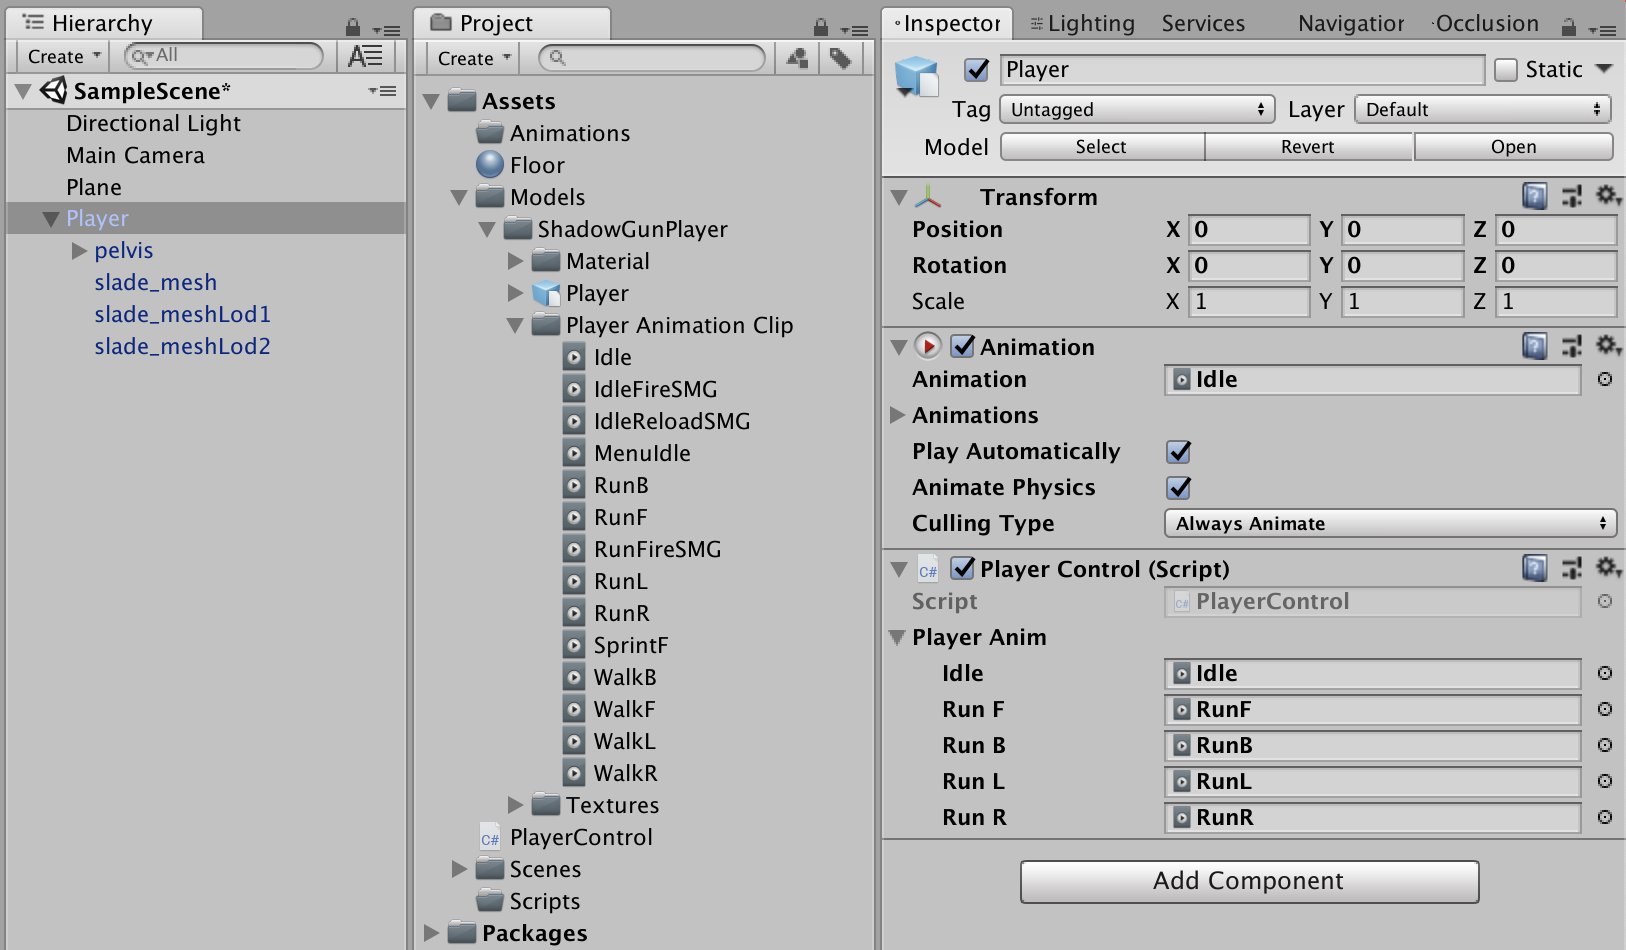 Hierarchy
Create
All
SampleScene*
Directional Light
Main Camera
Plane
Player
pelvis
slade_mesh
slade_meshLod1
slade_meshLod2
Project
Create
Assets
Animations
Floor
Models
ShadowGunPlayer
Material
Player
Player Animation Clip
Idle
IdleFireSMG
IdleReloadSMG
MenuIdle
RunB
RunF
RunFireSMG
RunL
RunR
SprintF
WalkB
WalkF
WalkL
WalkR
Textures
C# PlayerControl
Scenes
Scripts
Packages
Inspector Lighting Services Navigation Occlusion
Player Static
Tag Untagged Layer Default
Model Select Revert Open
Transform
Position X 0 Y 0 Z 0
Rotation X 0 Y 0 Z 0
Scale X 1 Y 1 Z 1
Animation
Animation Idle
Animations
Play Automatically
Animate Physics
Culling Type Always Animate
C# Player Control (Script)
Script C# PlayerControl
Player Anim
Idle Idle
Run F RunF
Run B RunB
Run L RunL
Run R RunR
Add Component